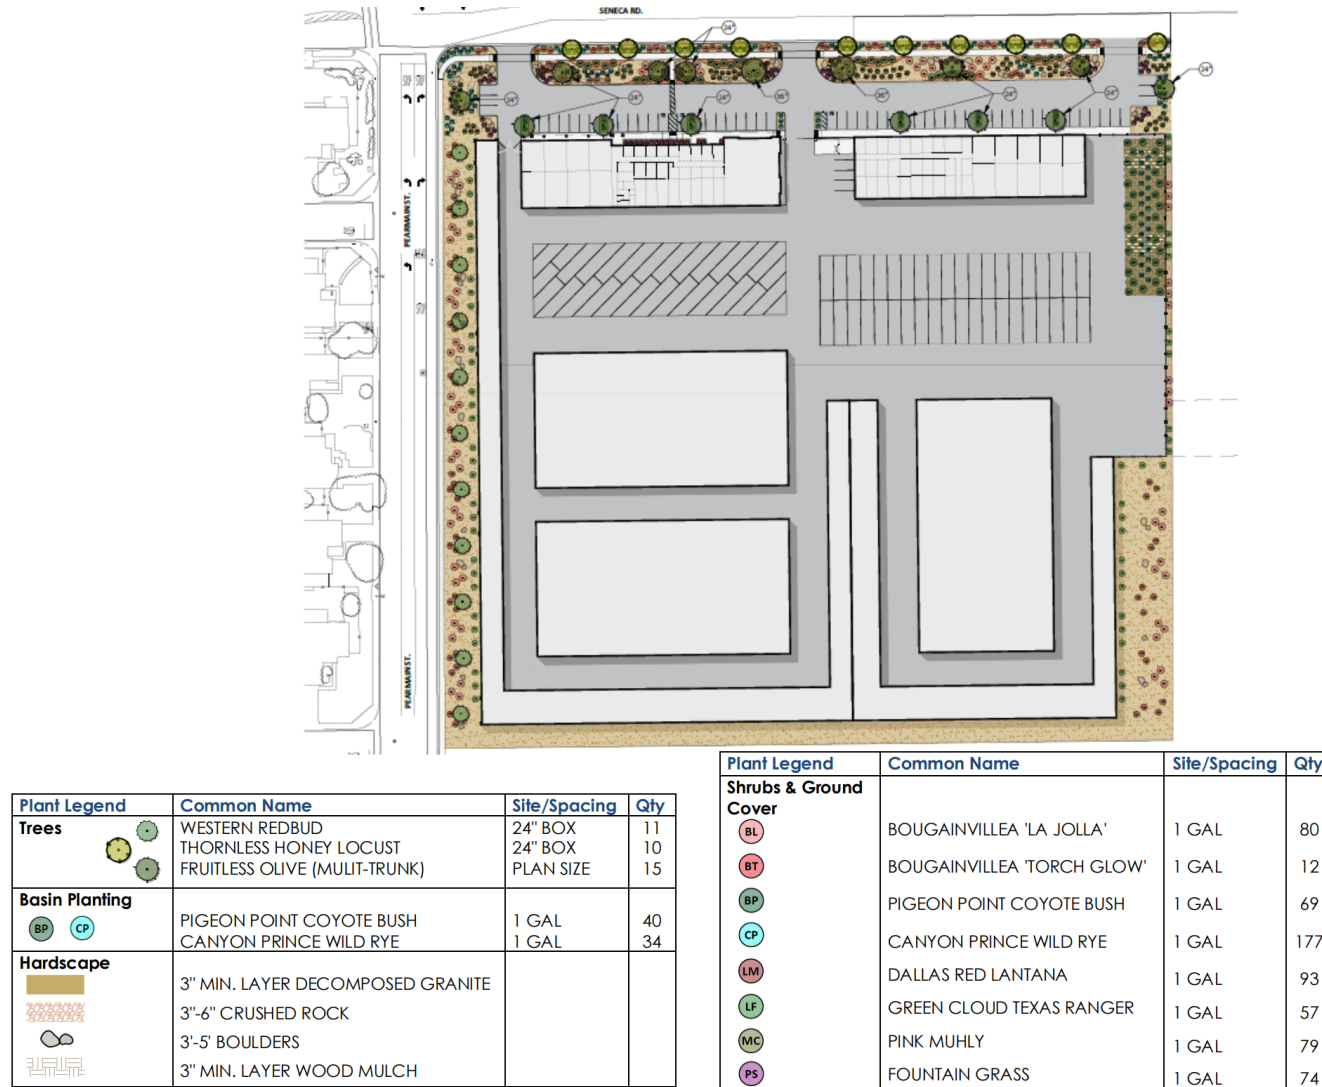 SENECA RD.
24"
24"
24"
24"
24"
36"
36"
24"
24"
PEARMAIN ST.
PEARMAIN ST.
Plant Legend Common Name Site/Spacing Qty
Trees
WESTERN REDBUD 24" BOX 11
THORNLESS HONEY LOCUST 24" BOX 10
FRUITLESS OLIVE (MULIT-TRUNK) PLAN SIZE 15
Basin Planting
BP CP PIGEON POINT COYOTE BUSH 1 GAL 40
CANYON PRINCE WILD RYE 1 GAL 34
Hardscape
3" MIN. LAYER DECOMPOSED GRANITE
3"-6" CRUSHED ROCK
3'-5' BOULDERS
3" MIN. LAYER WOOD MULCH
Plant Legend Common Name Site/Spacing Qty
Shrubs & Ground
Cover
BL BOUGAINVILLEA 'LA JOLLA' 1 GAL 80
BT BOUGAINVILLEA 'TORCH GLOW' 1 GAL 12
BP PIGEON POINT COYOTE BUSH 1 GAL 69
CP CANYON PRINCE WILD RYE 1 GAL 177
LM DALLAS RED LANTANA 1 GAL 93
LF GREEN CLOUD TEXAS RANGER 1 GAL 57
MC PINK MUHLY 1 GAL 79
PS FOUNTAIN GRASS 1 GAL 74